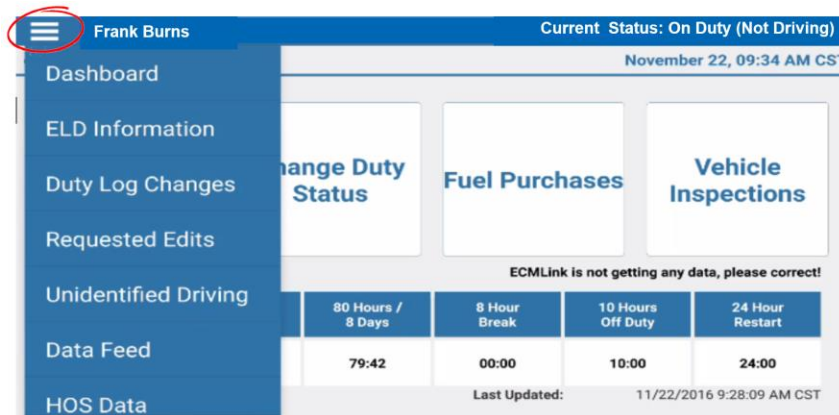 Frank Burns
Current Status: On Duty (Not Driving)
November 22, 09:34 AM CS
Dashboard
ELD Information
Duty Log Changes
Requested Edits
Unidentified Driving
Data Feed
HOS Data
ange Duty
Status
Fuel Purchases
Vehicle
Inspections
ECMLink is not getting any data, please correct!
80 Hours /
8 Days
8 Hour
Break
10 Hours
Off Duty
24 Hour
Restart
79:42
00:00
10:00
24:00
Last Updated: 11/22/2016 9:28:09 AM CST